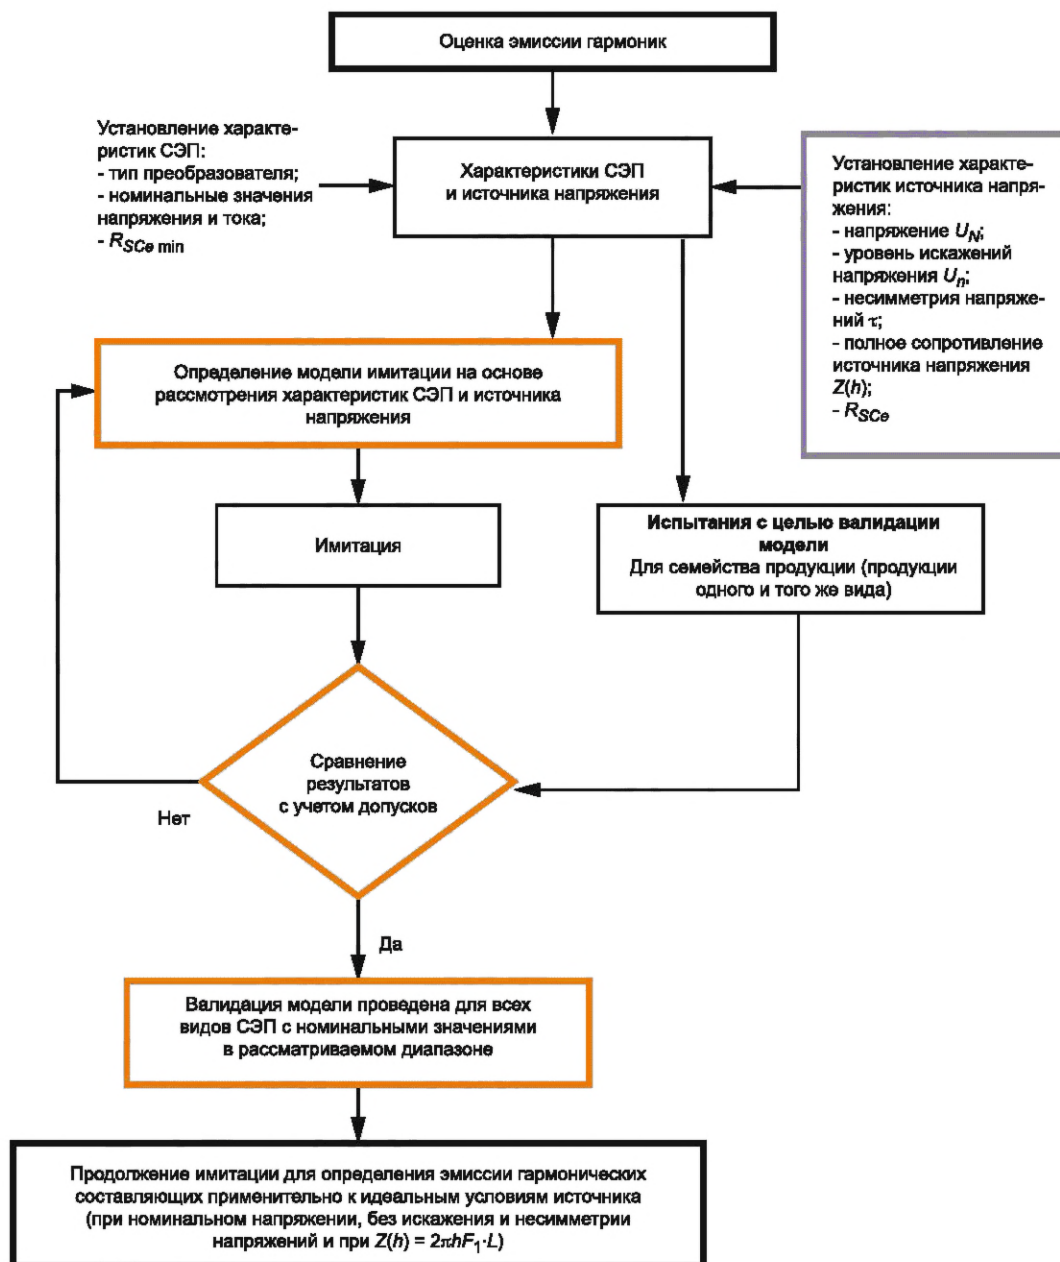 Оценка эмиссии гармоник
Установление характе-
ристик СЭП:
- тип преобразователя;
- номинальные значения
напряжения и тока;
- R_SCe min
Характеристики СЭП
и источника напряжения
Установление характе-
ристик источника напря-
жения:
- напряжение U_N;
- уровень искажений
напряжения U_n;
- несимметрия напряже-
ний τ;
- полное сопротивление
источника напряжения
Z(h);
- R_SCe
Определение модели имитации на основе
рассмотрения характеристик СЭП и источника
напряжения
Имитация
Испытания с целью валидации
модели
Для семейства продукции (продукции
одного и того же вида)
Сравнение
результатов
с учетом допусков
Нет
Да
Валидация модели проведена для всех
видов СЭП с номинальными значениями
в рассматриваемом диапазоне
Продолжение имитации для определения эмиссии гармонических
составляющих применительно к идеальным условиям источника
(при номинальном напряжении, без искажения и несимметрии
напряжений и при Z(h) = 2πhF₁·L)